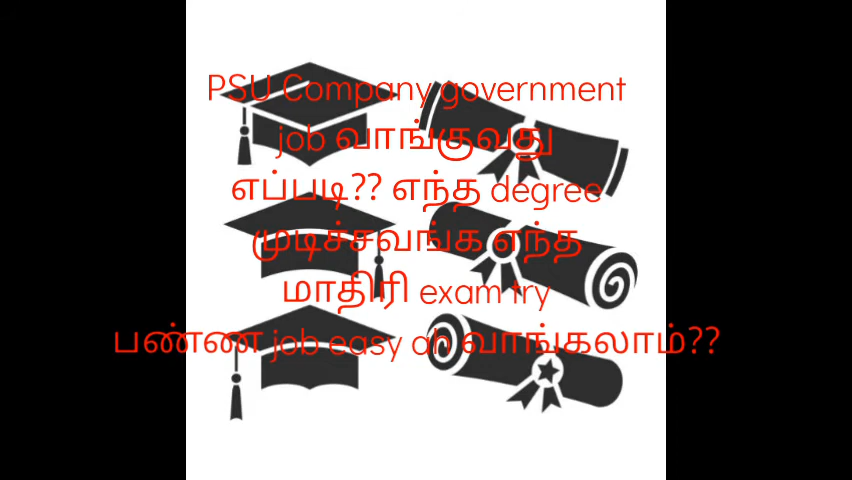 PSU Company government
job வாங்குவது
எப்படி?? எந்த degree
முடிச்சவங்க எந்த
மாதிரி exam try
பண்ண job easy ah வாங்கலாம்??